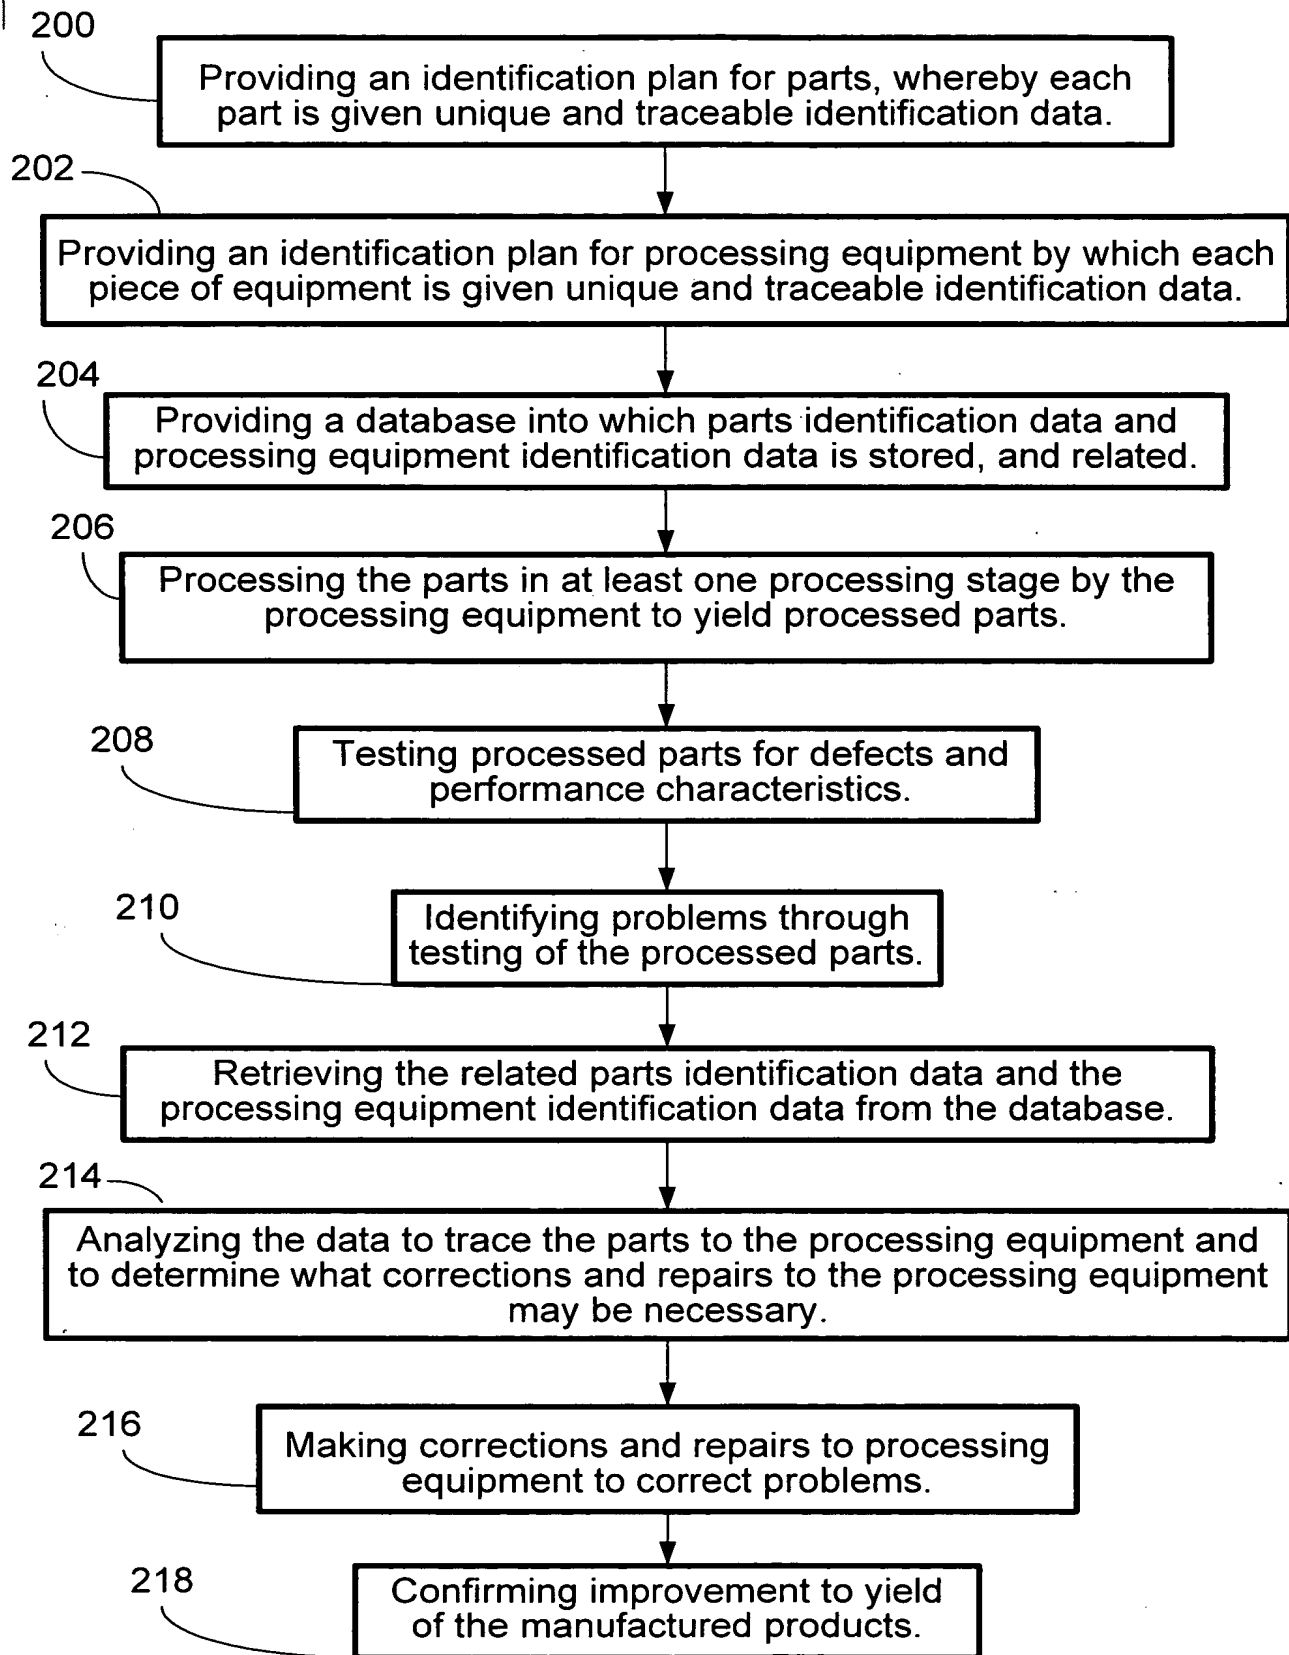 200
Providing an identification plan for parts, whereby each
part is given unique and traceable identification data.
202
Providing an identification plan for processing equipment by which each
piece of equipment is given unique and traceable identification data.
204
Providing a database into which parts identification data and
processing equipment identification data is stored, and related.
206
Processing the parts in at least one processing stage by the
processing equipment to yield processed parts.
208
Testing processed parts for defects and
performance characteristics.
210
Identifying problems through
testing of the processed parts.
212
Retrieving the related parts identification data and the
processing equipment identification data from the database.
214
Analyzing the data to trace the parts to the processing equipment and
to determine what corrections and repairs to the processing equipment
may be necessary.
216
Making corrections and repairs to processing
equipment to correct problems.
218
Confirming improvement to yield
of the manufactured products.